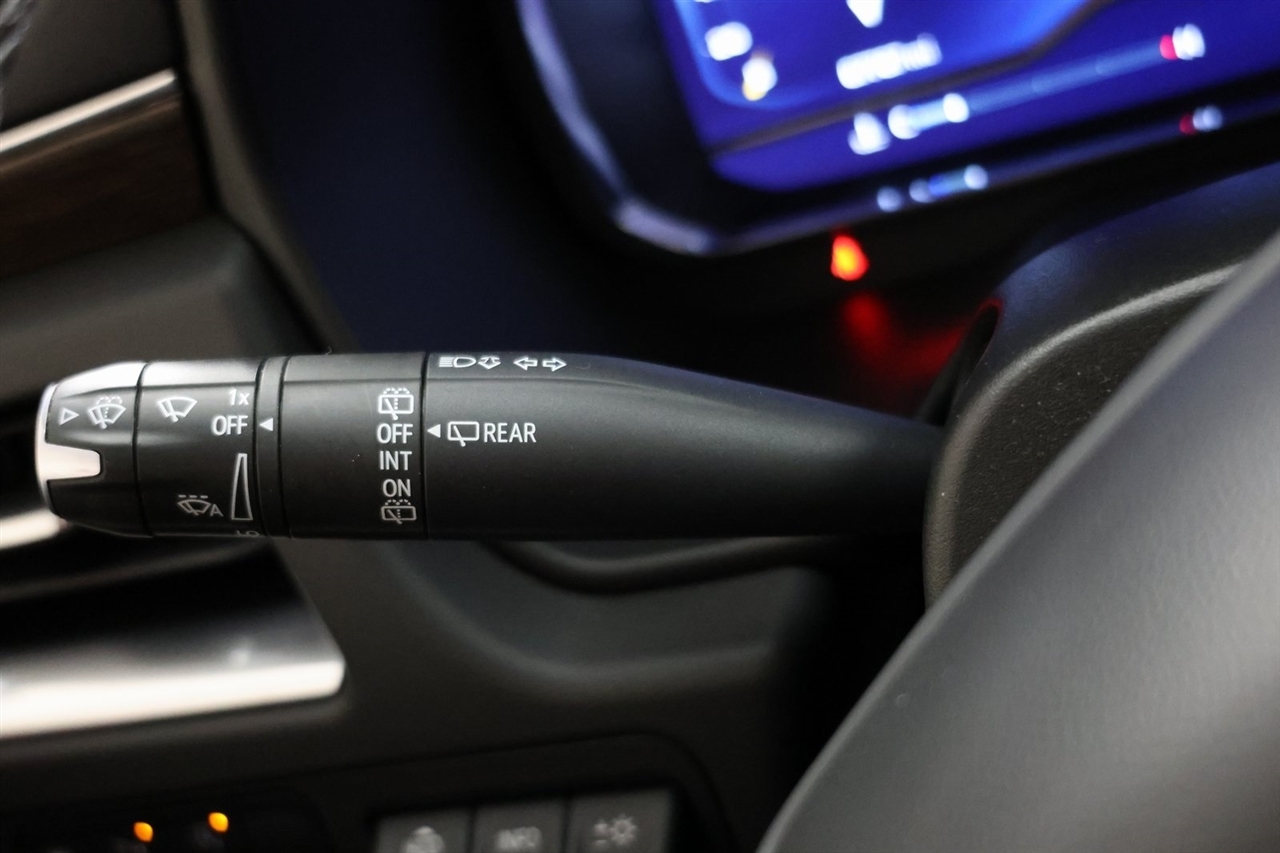 1x
OFF
A
OFF
INT
ON
REAR
INFO